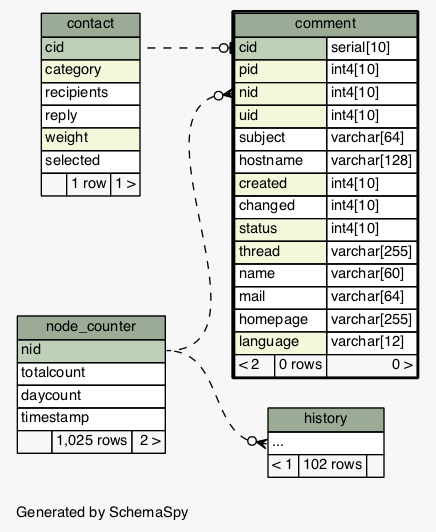 contact
cid
category
recipients
reply
weight
selected
1 row 1 >
comment
cid serial[10]
pid int4[10]
nid int4[10]
uid int4[10]
subject varchar[64]
hostname varchar[128]
created int4[10]
changed int4[10]
status int4[10]
thread varchar[255]
name varchar[60]
mail varchar[64]
homepage varchar[255]
language varchar[12]
< 2 0 rows 0 >
node_counter
nid
totalcount
daycount
timestamp
1,025 rows 2 >
history
...
< 1 102 rows
Generated by SchemaSpy